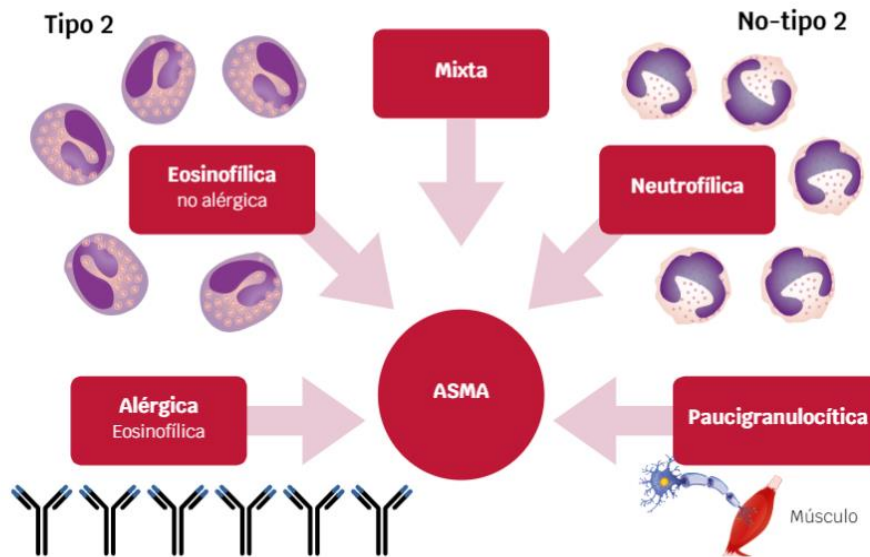 Tipo 2
No-tipo 2
Mixta
Eosinofílica
no alérgica
Neutrofílica
ASMA
Alérgica
Eosinofílica
Paucigranulocítica
Músculo